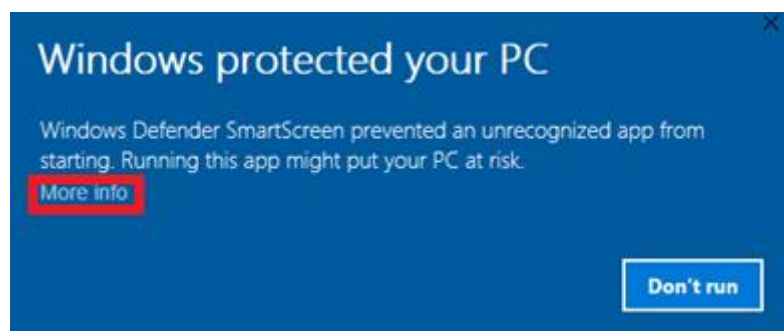 Windows protected your PC
Windows Defender SmartScreen prevented an unrecognized app from
starting. Running this app might put your PC at risk.
More info
Don't run